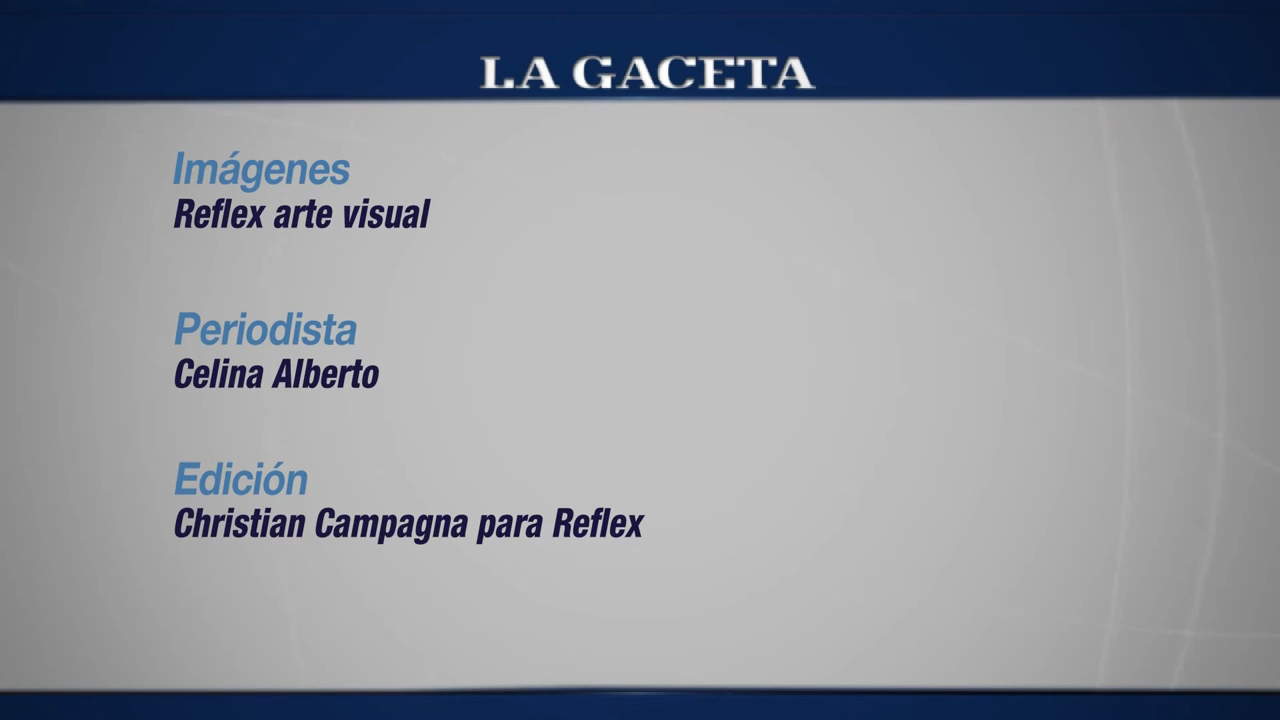 LA GACETA
Imágenes
Reflex arte visual
Periodista
Celina Alberto
Edición
Christian Campagna para Reflex